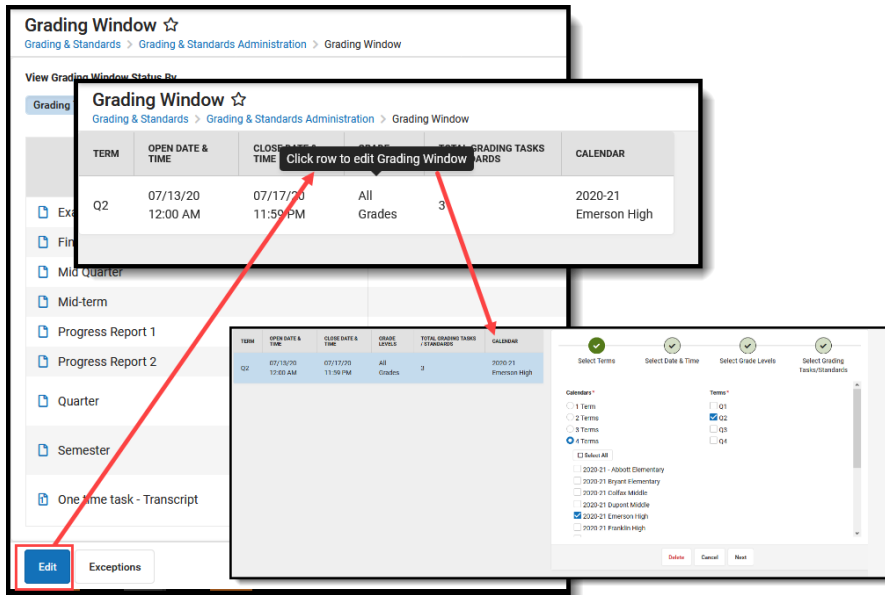 Grading Window
Grading & Standards > Grading & Standards Administration > Grading Window
View Grading Window Status By
Grading
Mid Quarter
Mid-term
Progress Report 1
Progress Report 2
Quarter
Semester
One time task - Transcript
Edit
Exceptions
Grading Window
Grading & Standards > Grading & Standards Administration > Grading Window
TERM
OPEN DATE &
TIME
CLOSE DATE &
TIME
Click row to edit Grading Window
GRADING TASKS
CALENDAR
Q2
07/13/20
12:00 AM
07/17/20
11:59 PM
All
Grades
3
2020-21
Emerson High
TERM
OPEN DATE &
TIME
CLOSE DATE &
TIME
GRADE
LEVELS
TOTAL GRADING TASKS
/ STANDARDS
CALENDAR
Q2
07/13/20
12:00 AM
07/17/20
11:59 PM
All
Grades
3
2020-21
Emerson High
Select Terms
Select Date & Time
Select Grade Levels
Select Grading
Tasks/Standards
Calendars*
1 Term
2 Terms
3 Terms
4 Terms
Select All
2020-21 - Abbott Elementary
2020-21 Bryant Elementary
2020-21 Colfax Middle
2020-21 Dupont Middle
2020-21 Emerson High
2020-21 Franklin High
Terms*
Q1
Q2
Q3
Q4
Delete
Cancel
Next